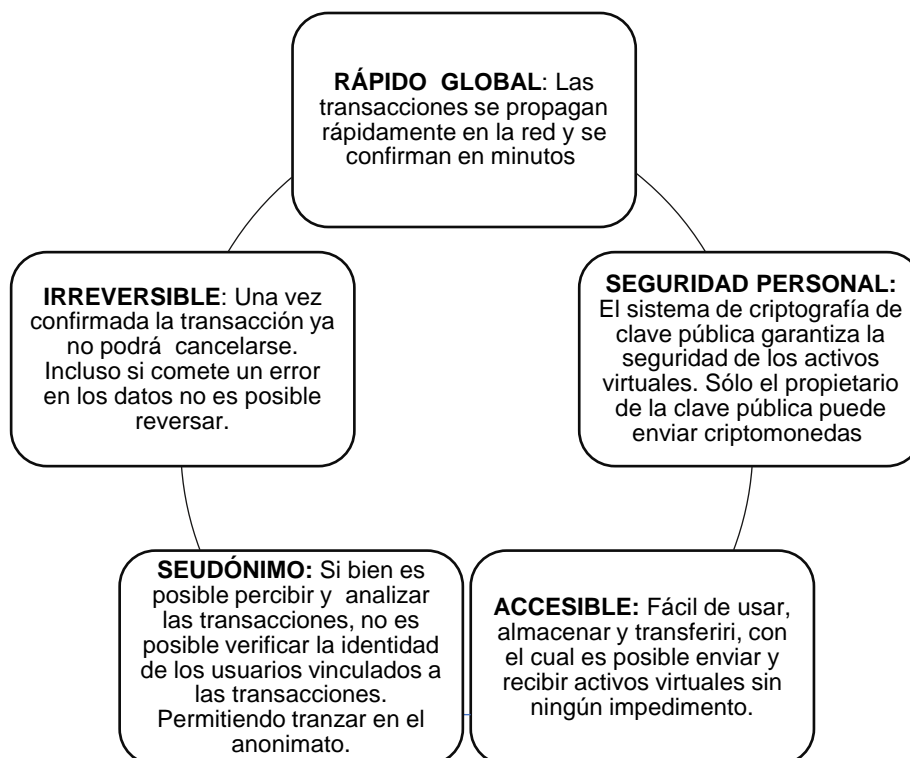 RÁPIDO  GLOBAL: Las
transacciones se propagan
rápidamente en la red y se
confirman en minutos
SEGURIDAD PERSONAL:
El sistema de criptografía de
clave pública garantiza la
seguridad de los activos
virtuales. Sólo el propietario
de la clave pública puede
enviar criptomonedas
ACCESIBLE: Fácil de usar,
almacenar y transferiri, con
el cual es posible enviar y
recibir activos virtuales sin
ningún impedimento.
SEUDÓNIMO: Si bien es
posible percibir y  analizar
las transacciones, no es
posible verificar la identidad
de los usuarios vinculados a
las transacciones.
Permitiendo tranzar en el
anonimato.
IRREVERSIBLE: Una vez
confirmada la transacción ya
no podrá  cancelarse.
Incluso si comete un error
en los datos no es posible
reversar.